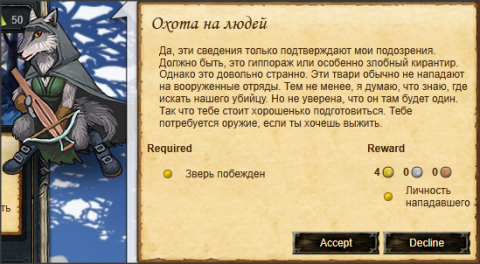 50
Охота на людей
Да, эти сведения только подтверждают мои подозрения.
Должно быть, это гиппораж или особенно злобный кирантир.
Однако это довольно странно. Эти твари обычно не нападают
на вооруженные отряды. Тем не менее, я думаю, что знаю, где
искать нашего убийцу. Но не уверена, что он там будет один.
Так что тебе стоит хорошенько подготовиться. Тебе
потребуется оружие, если ты хочешь выжить.
Required
Reward
Зверь побежден
4 0 0
Личность
нападавшего
ть
Accept
Decline